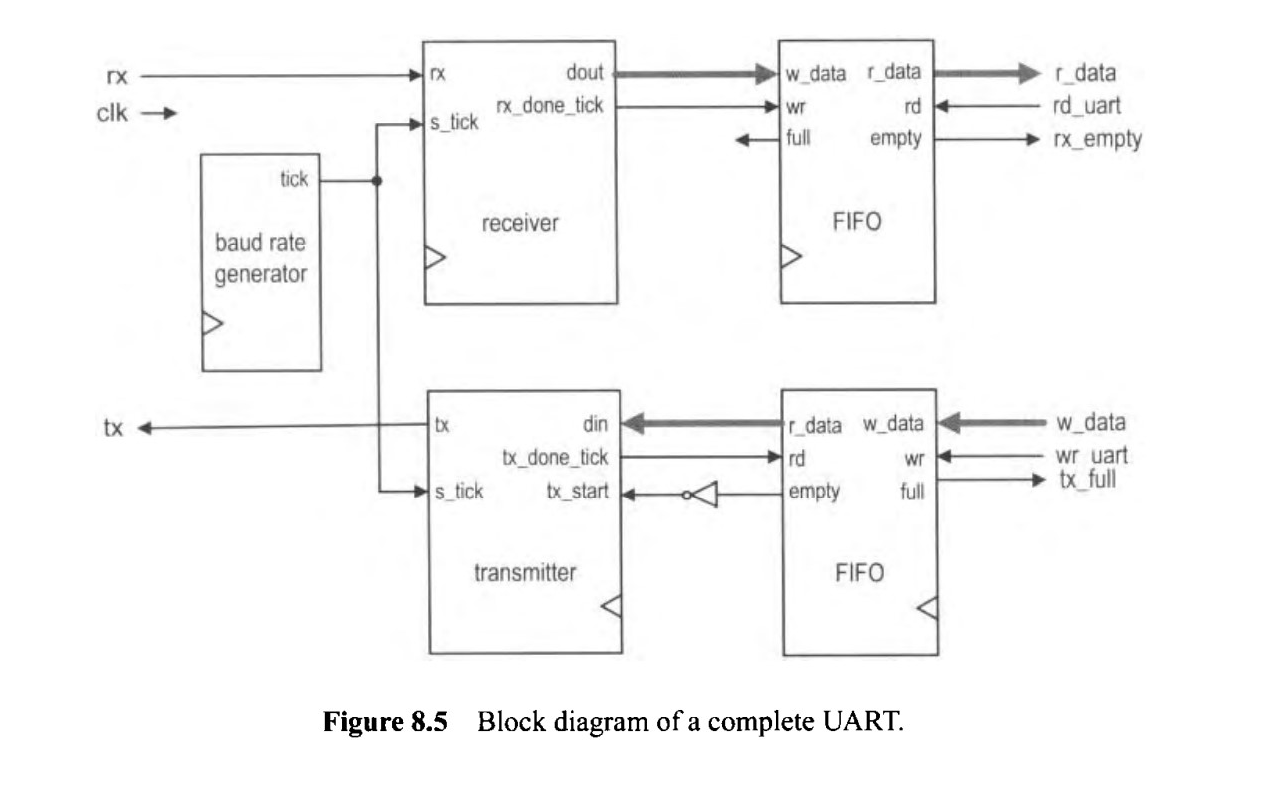 rx
clk
rx
dout
rx_done_tick
s_tick
receiver
w_data
r_data
wr
rd
full
empty
FIFO
r_data
rd_uart
rx_empty
tick
baud rate
generator
tx
tx
din
tx_done_tick
s_tick
tx_start
transmitter
r_data
w_data
rd
wr
empty
full
FIFO
w_data
wr_uart
tx_full
Figure 8.5 Block diagram of a complete UART.